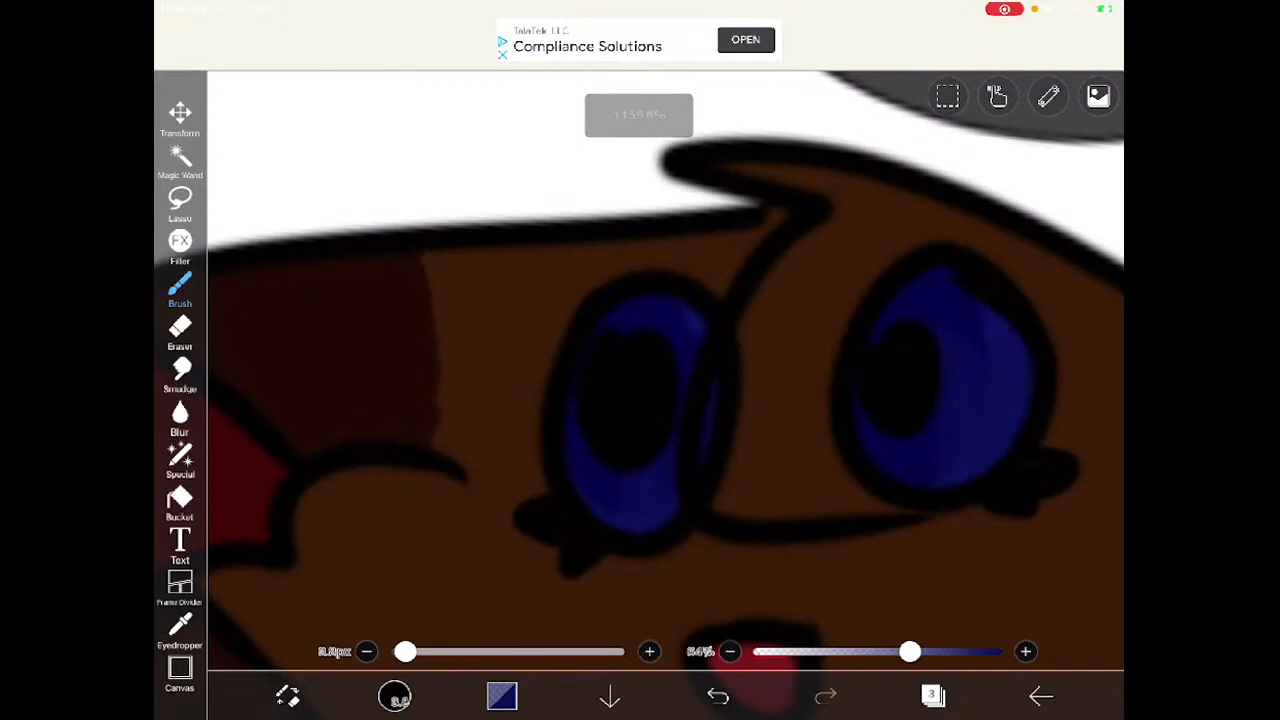 TolaTek, LLC
Compliance Solutions
OPEN
Transform
Magic Wand
Lasso
FX
Filter
Brush
Eraser
Smudge
Blur
Special
Bucket
T
Text
Frame Divider
Eyedropper
Canvas
3